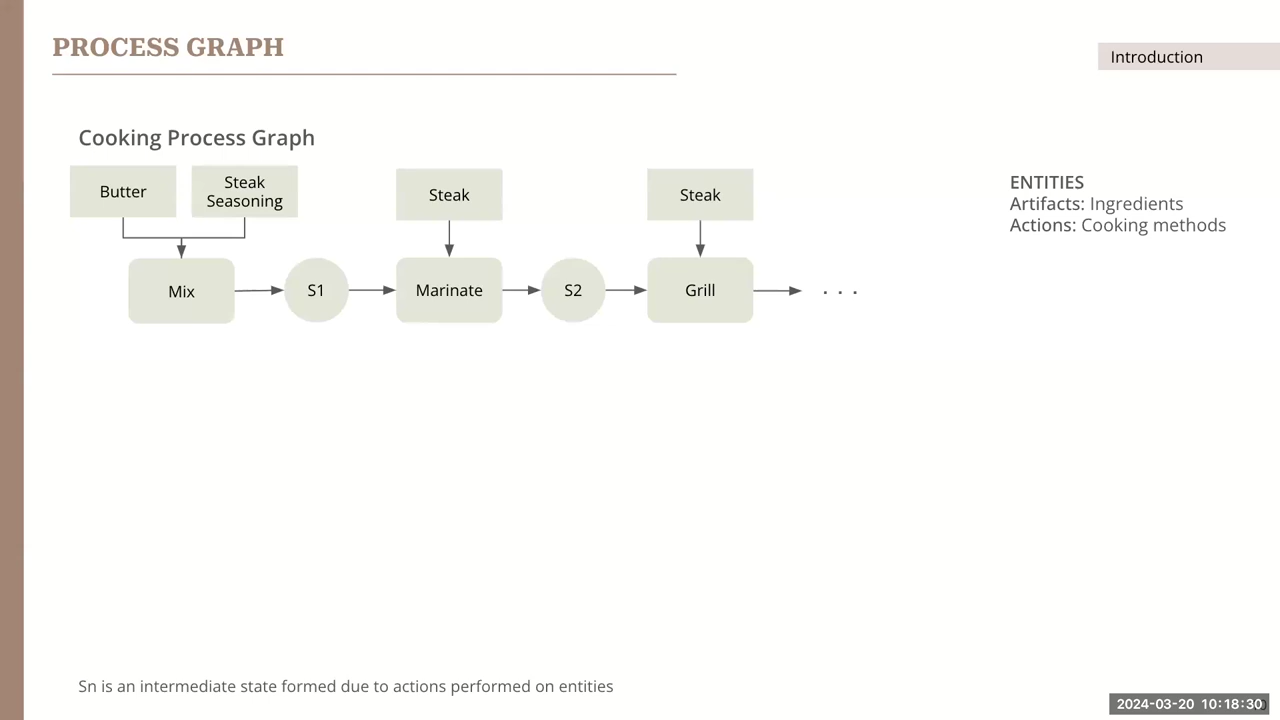 PROCESS GRAPH
Introduction
Cooking Process Graph
Butter
Steak
Seasoning
Steak
Steak
ENTITIES
Artifacts: Ingredients
Actions: Cooking methods
Mix
S1
Marinate
S2
Grill
. . .
Sn is an intermediate state formed due to actions performed on entities
2024-03-20 10:18:30